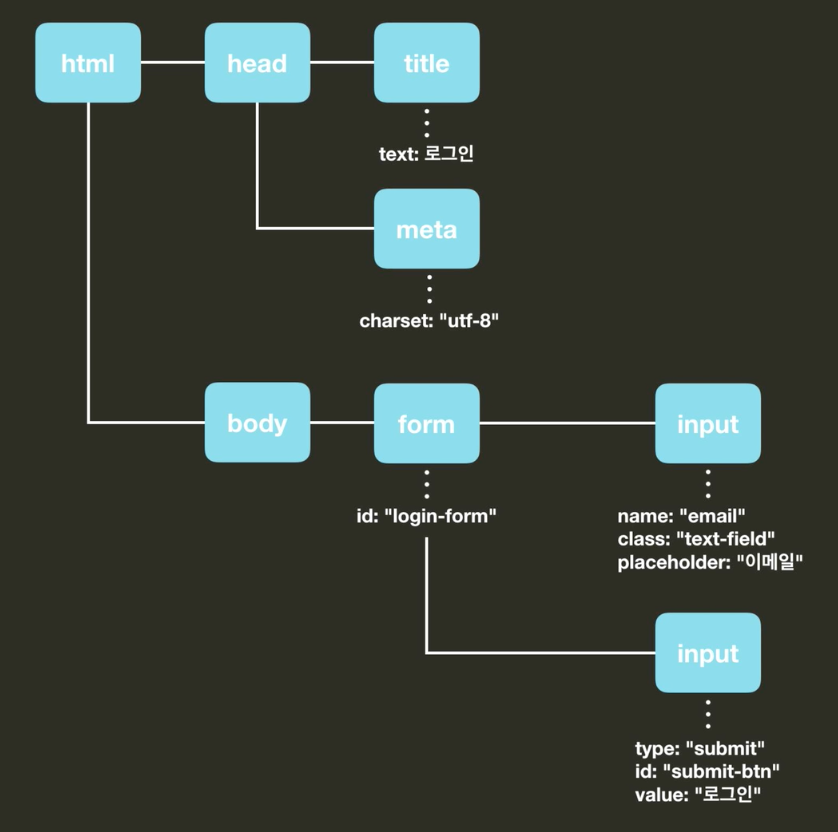 html
head
title
text: 로그인
meta
charset: "utf-8"
body
form
input
id: "login-form"
name: "email"
class: "text-field"
placeholder: "이메일"
input
type: "submit"
id: "submit-btn"
value: "로그인"